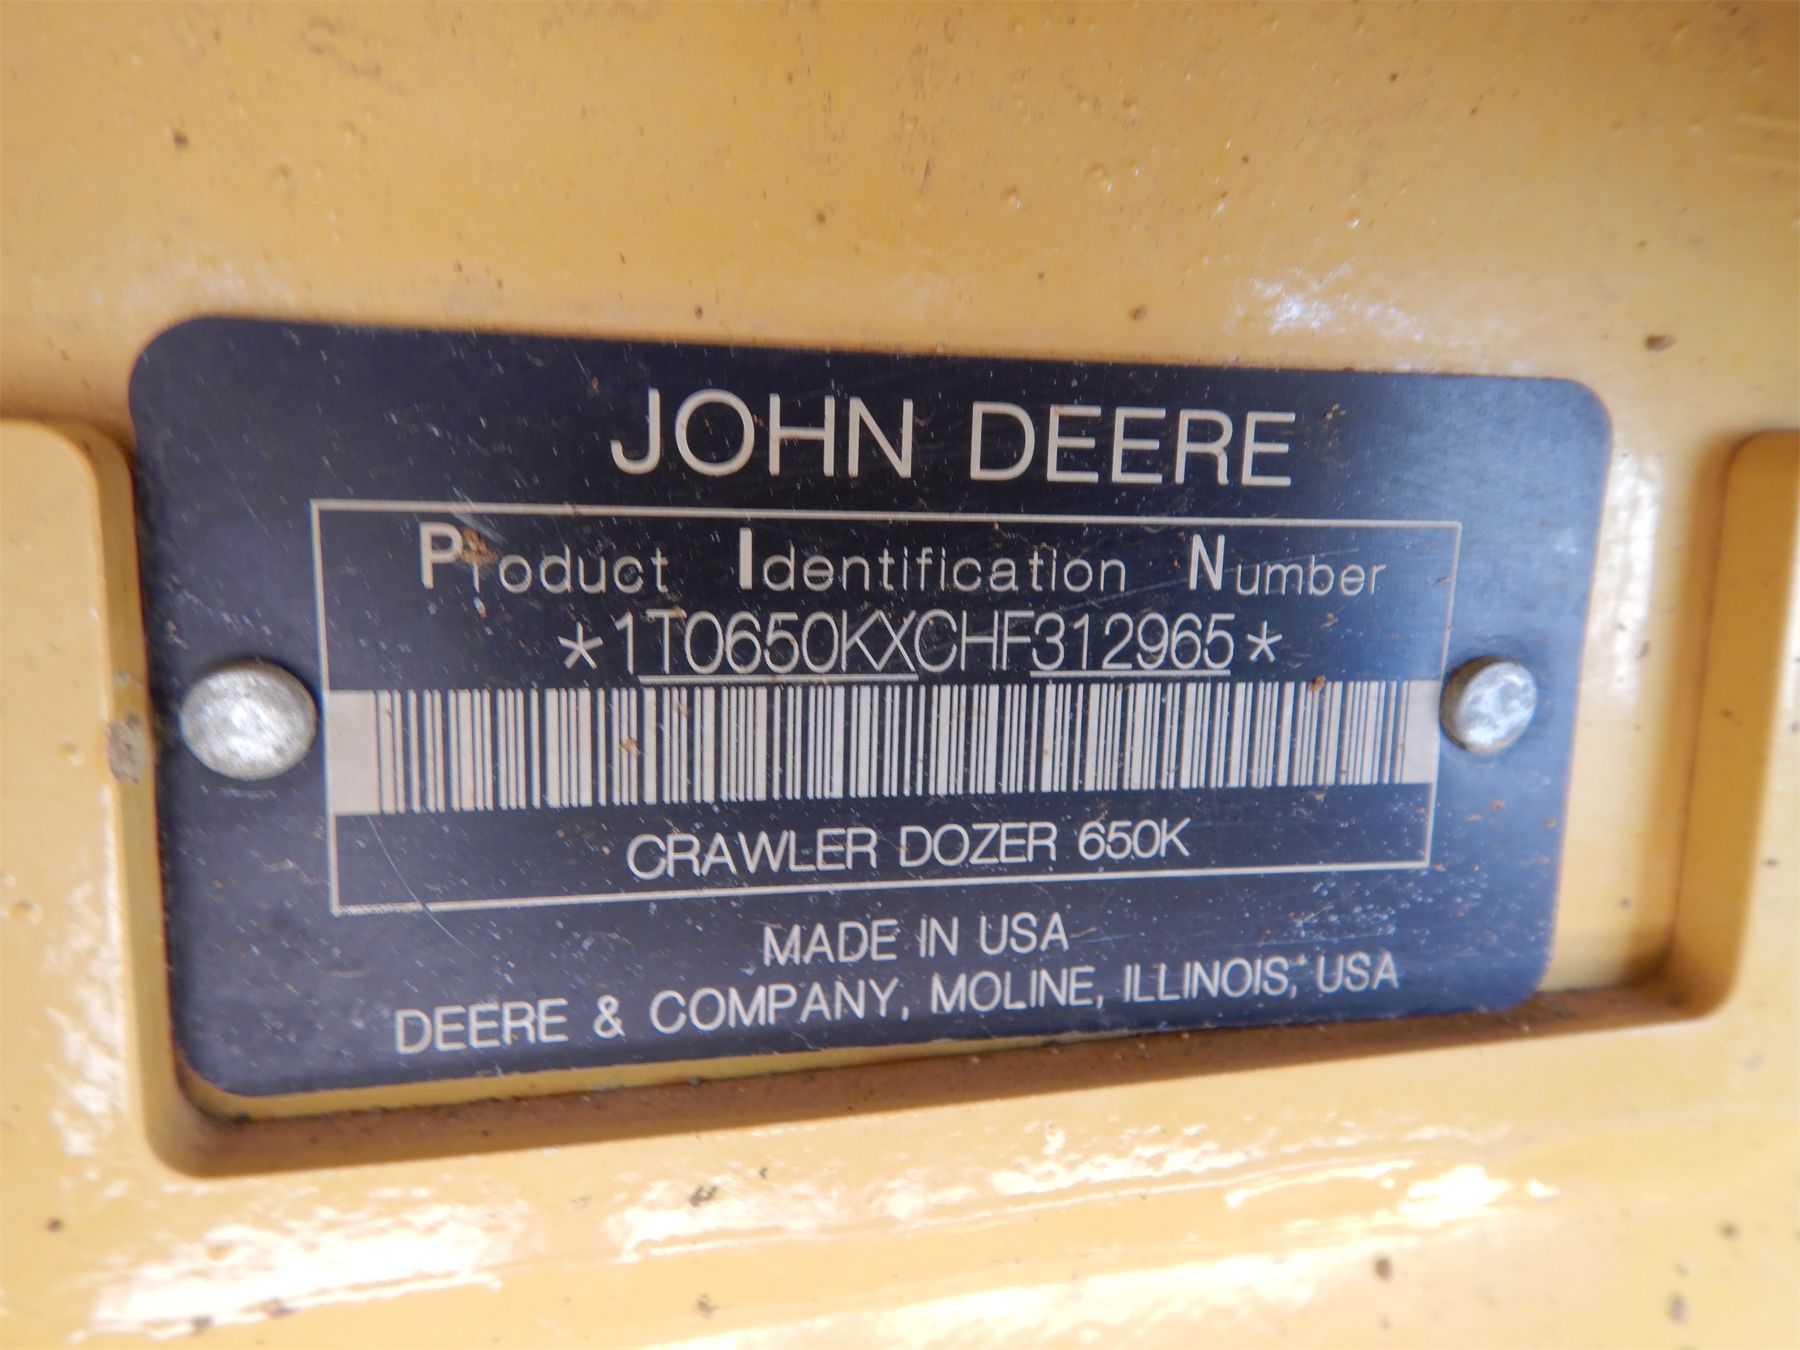 JOHN DEERE
Product Identification Number
*1T0650KXCHF312965*
CRAWLER DOZER 650K
MADE IN USA
DEERE & COMPANY, MOLINE, ILLINOIS, USA